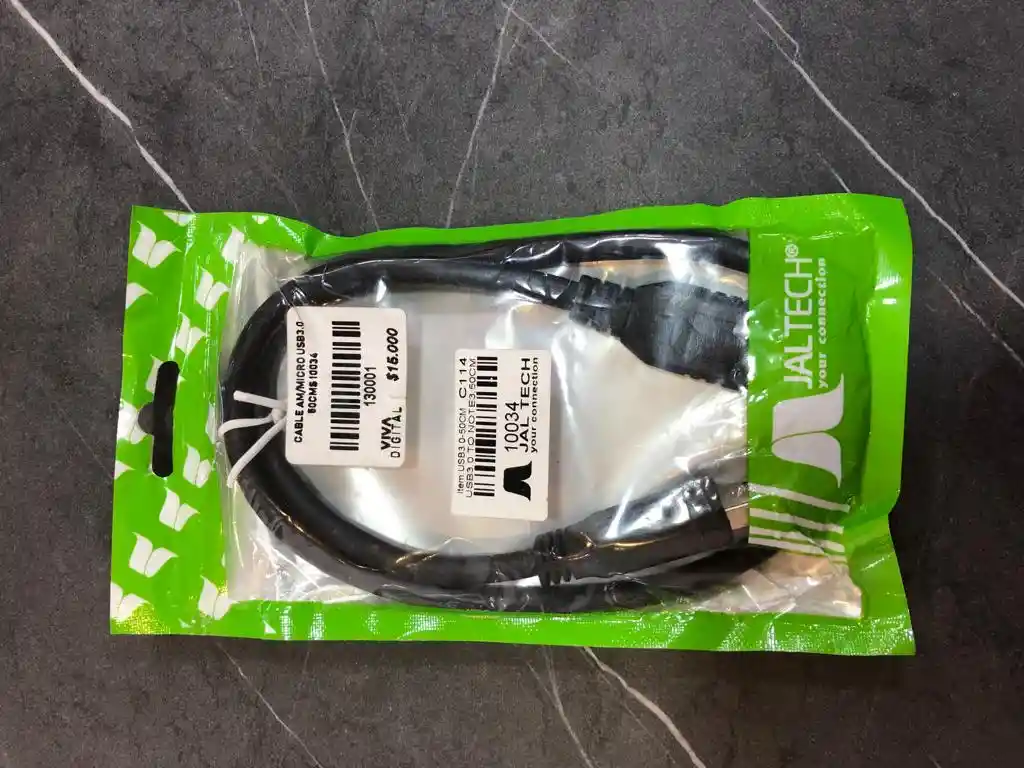 CABLE AM/MICRO USB3.0
50CMS 10034
130001
VIVA
DIGITAL
$15.000
Item:USB3.0-50CM C114
USB3.0 TO NOTE3,50CM
10034
JAL TECH
your connection
JALTECH®
your connection